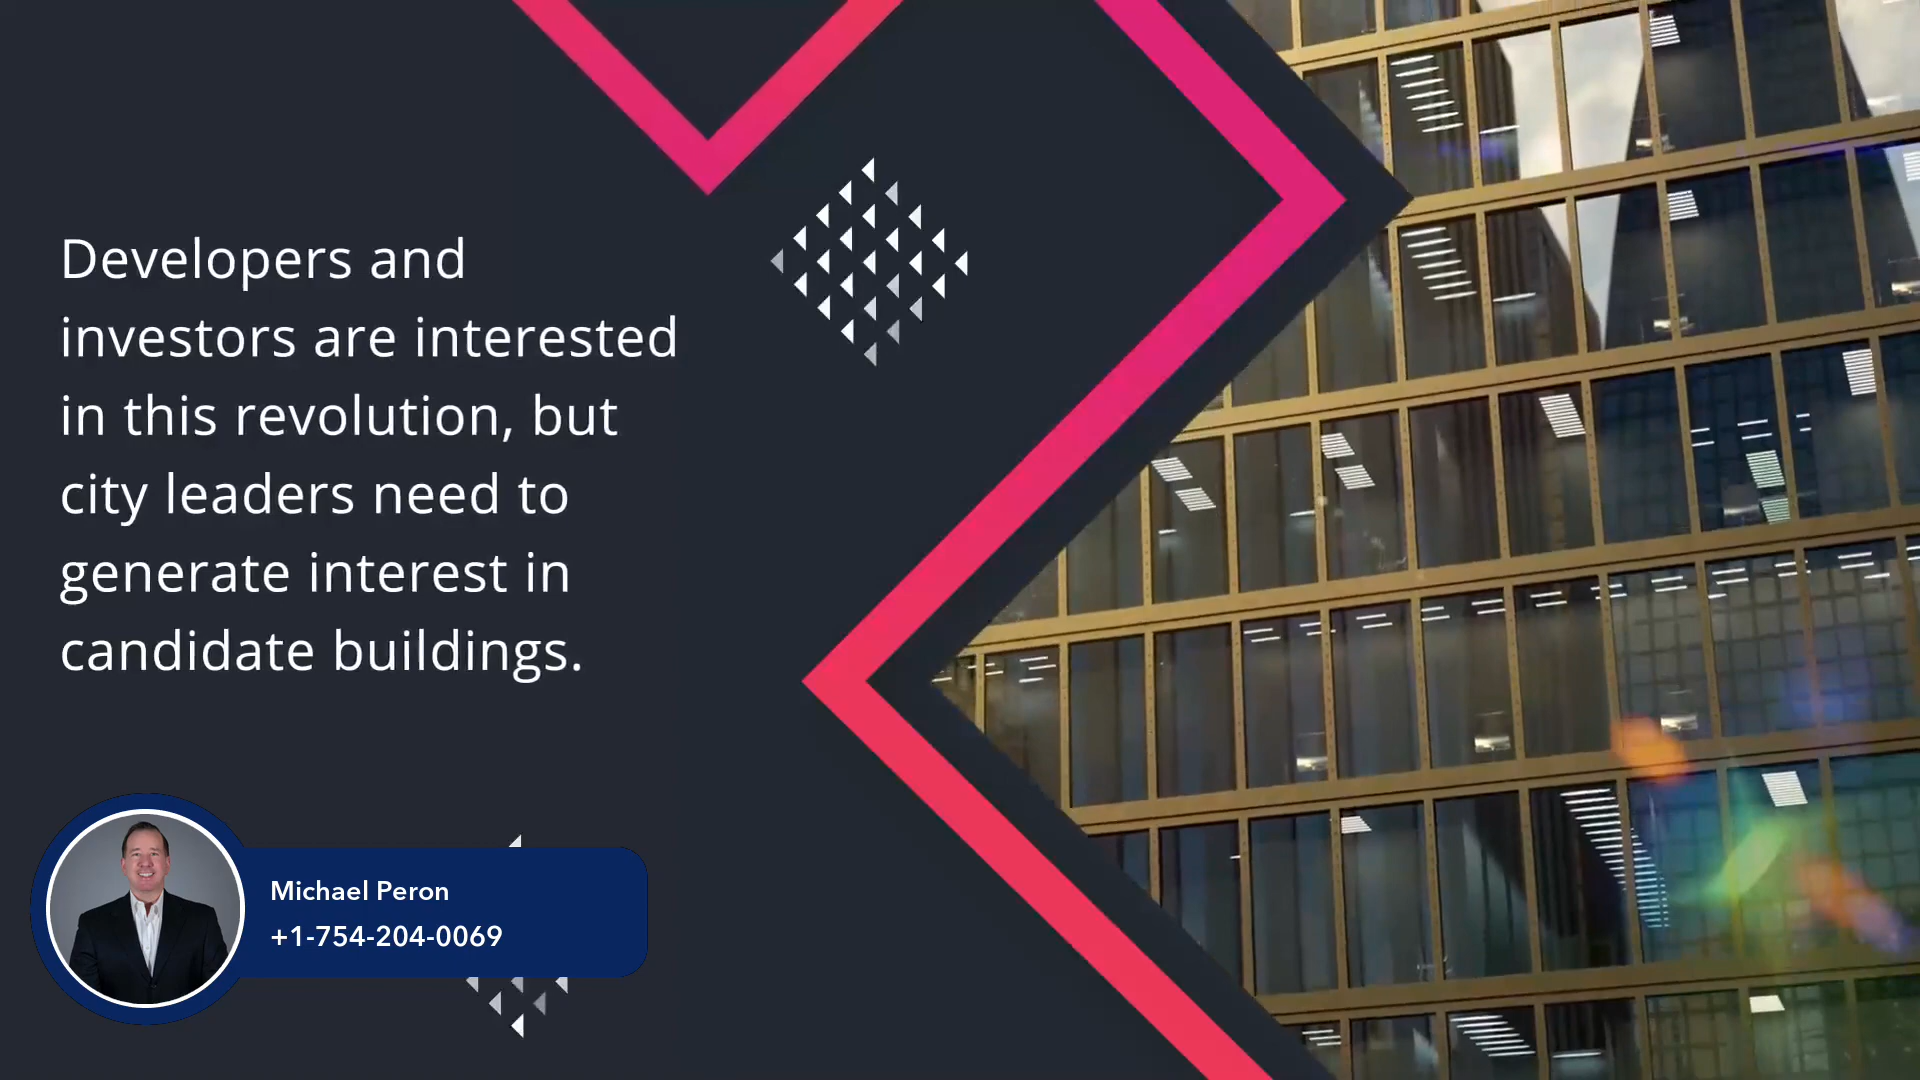 Developers and
investors are interested
in this revolution, but
city leaders need to
generate interest in
candidate buildings.
Michael Peron
+1-754-204-0069